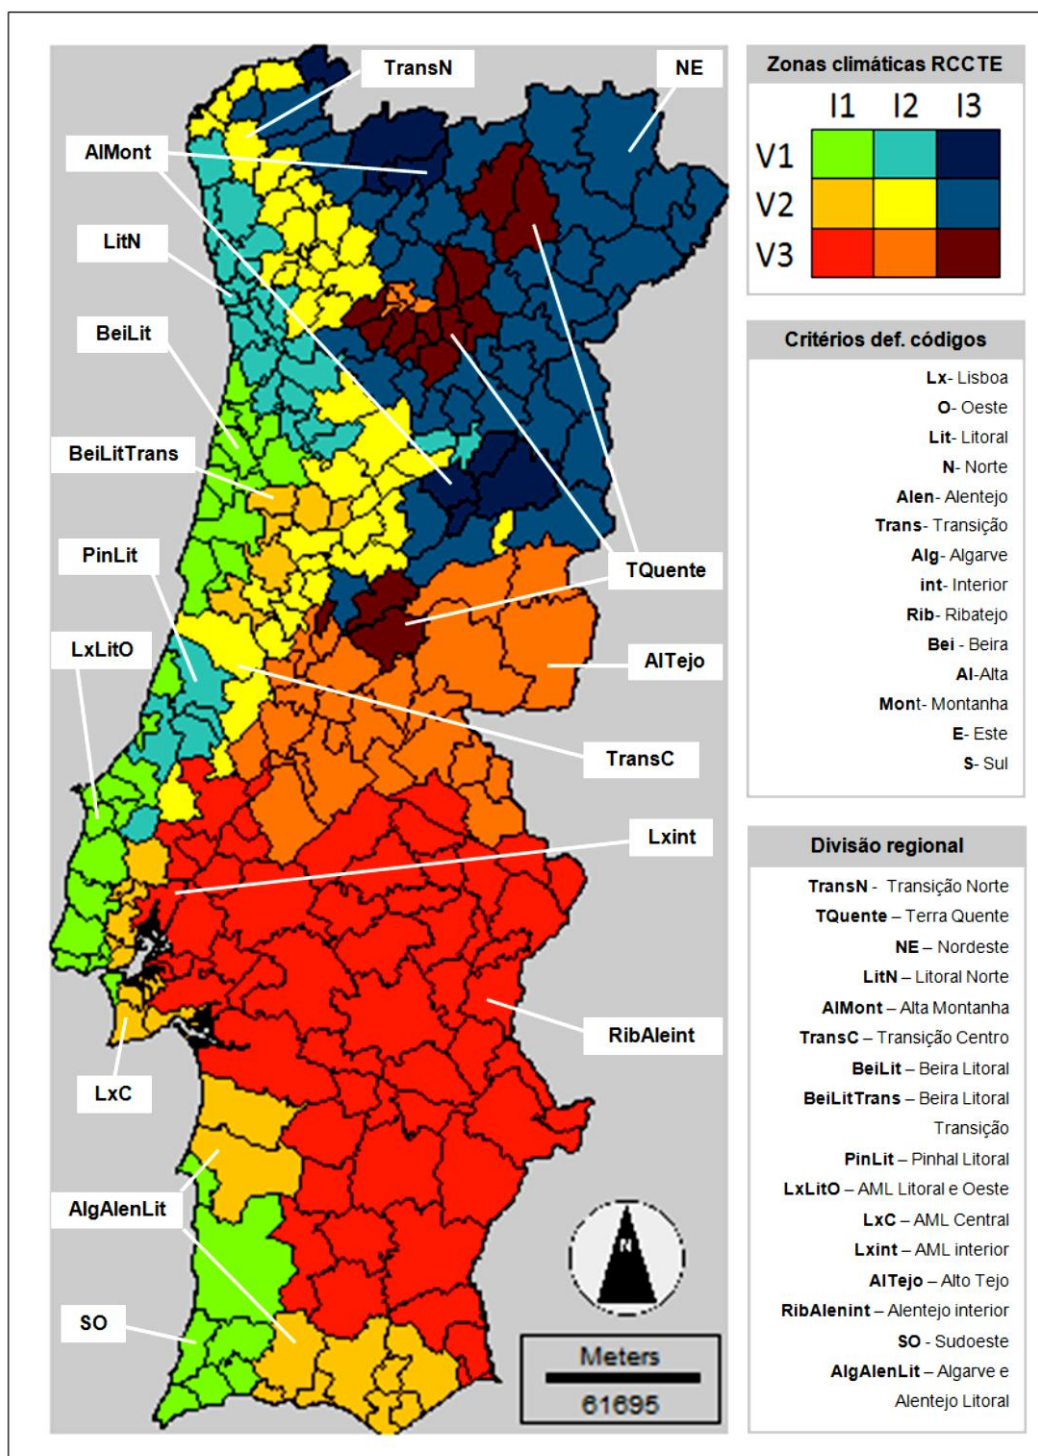 TransN
NE
AlMont
LitN
BeiLit
BeiLitTrans
PinLit
TQuente
LxLitO
AlTejo
TransC
Lxint
RibAleint
LxC
AlgAlenLit
SO
N
Meters
61695
Zonas climáticas RCCTE
I1 I2 I3
V1
V2
V3
Critérios def. códigos
Lx- Lisboa
O- Oeste
Lit- Litoral
N- Norte
Alen- Alentejo
Trans- Transição
Alg- Algarve
int- Interior
Rib- Ribatejo
Bei - Beira
Al-Alta
Mont- Montanha
E- Este
S- Sul
Divisão regional
TransN - Transição Norte
TQuente – Terra Quente
NE – Nordeste
LitN – Litoral Norte
AlMont – Alta Montanha
TransC – Transição Centro
BeiLit – Beira Litoral
BeiLitTrans – Beira Litoral
Transição
PinLit – Pinhal Litoral
LxLitO – AML Litoral e Oeste
LxC – AML Central
Lxint – AML interior
AlTejo – Alto Tejo
RibAlenint – Alentejo interior
SO - Sudoeste
AlgAlenLit – Algarve e
Alentejo Litoral